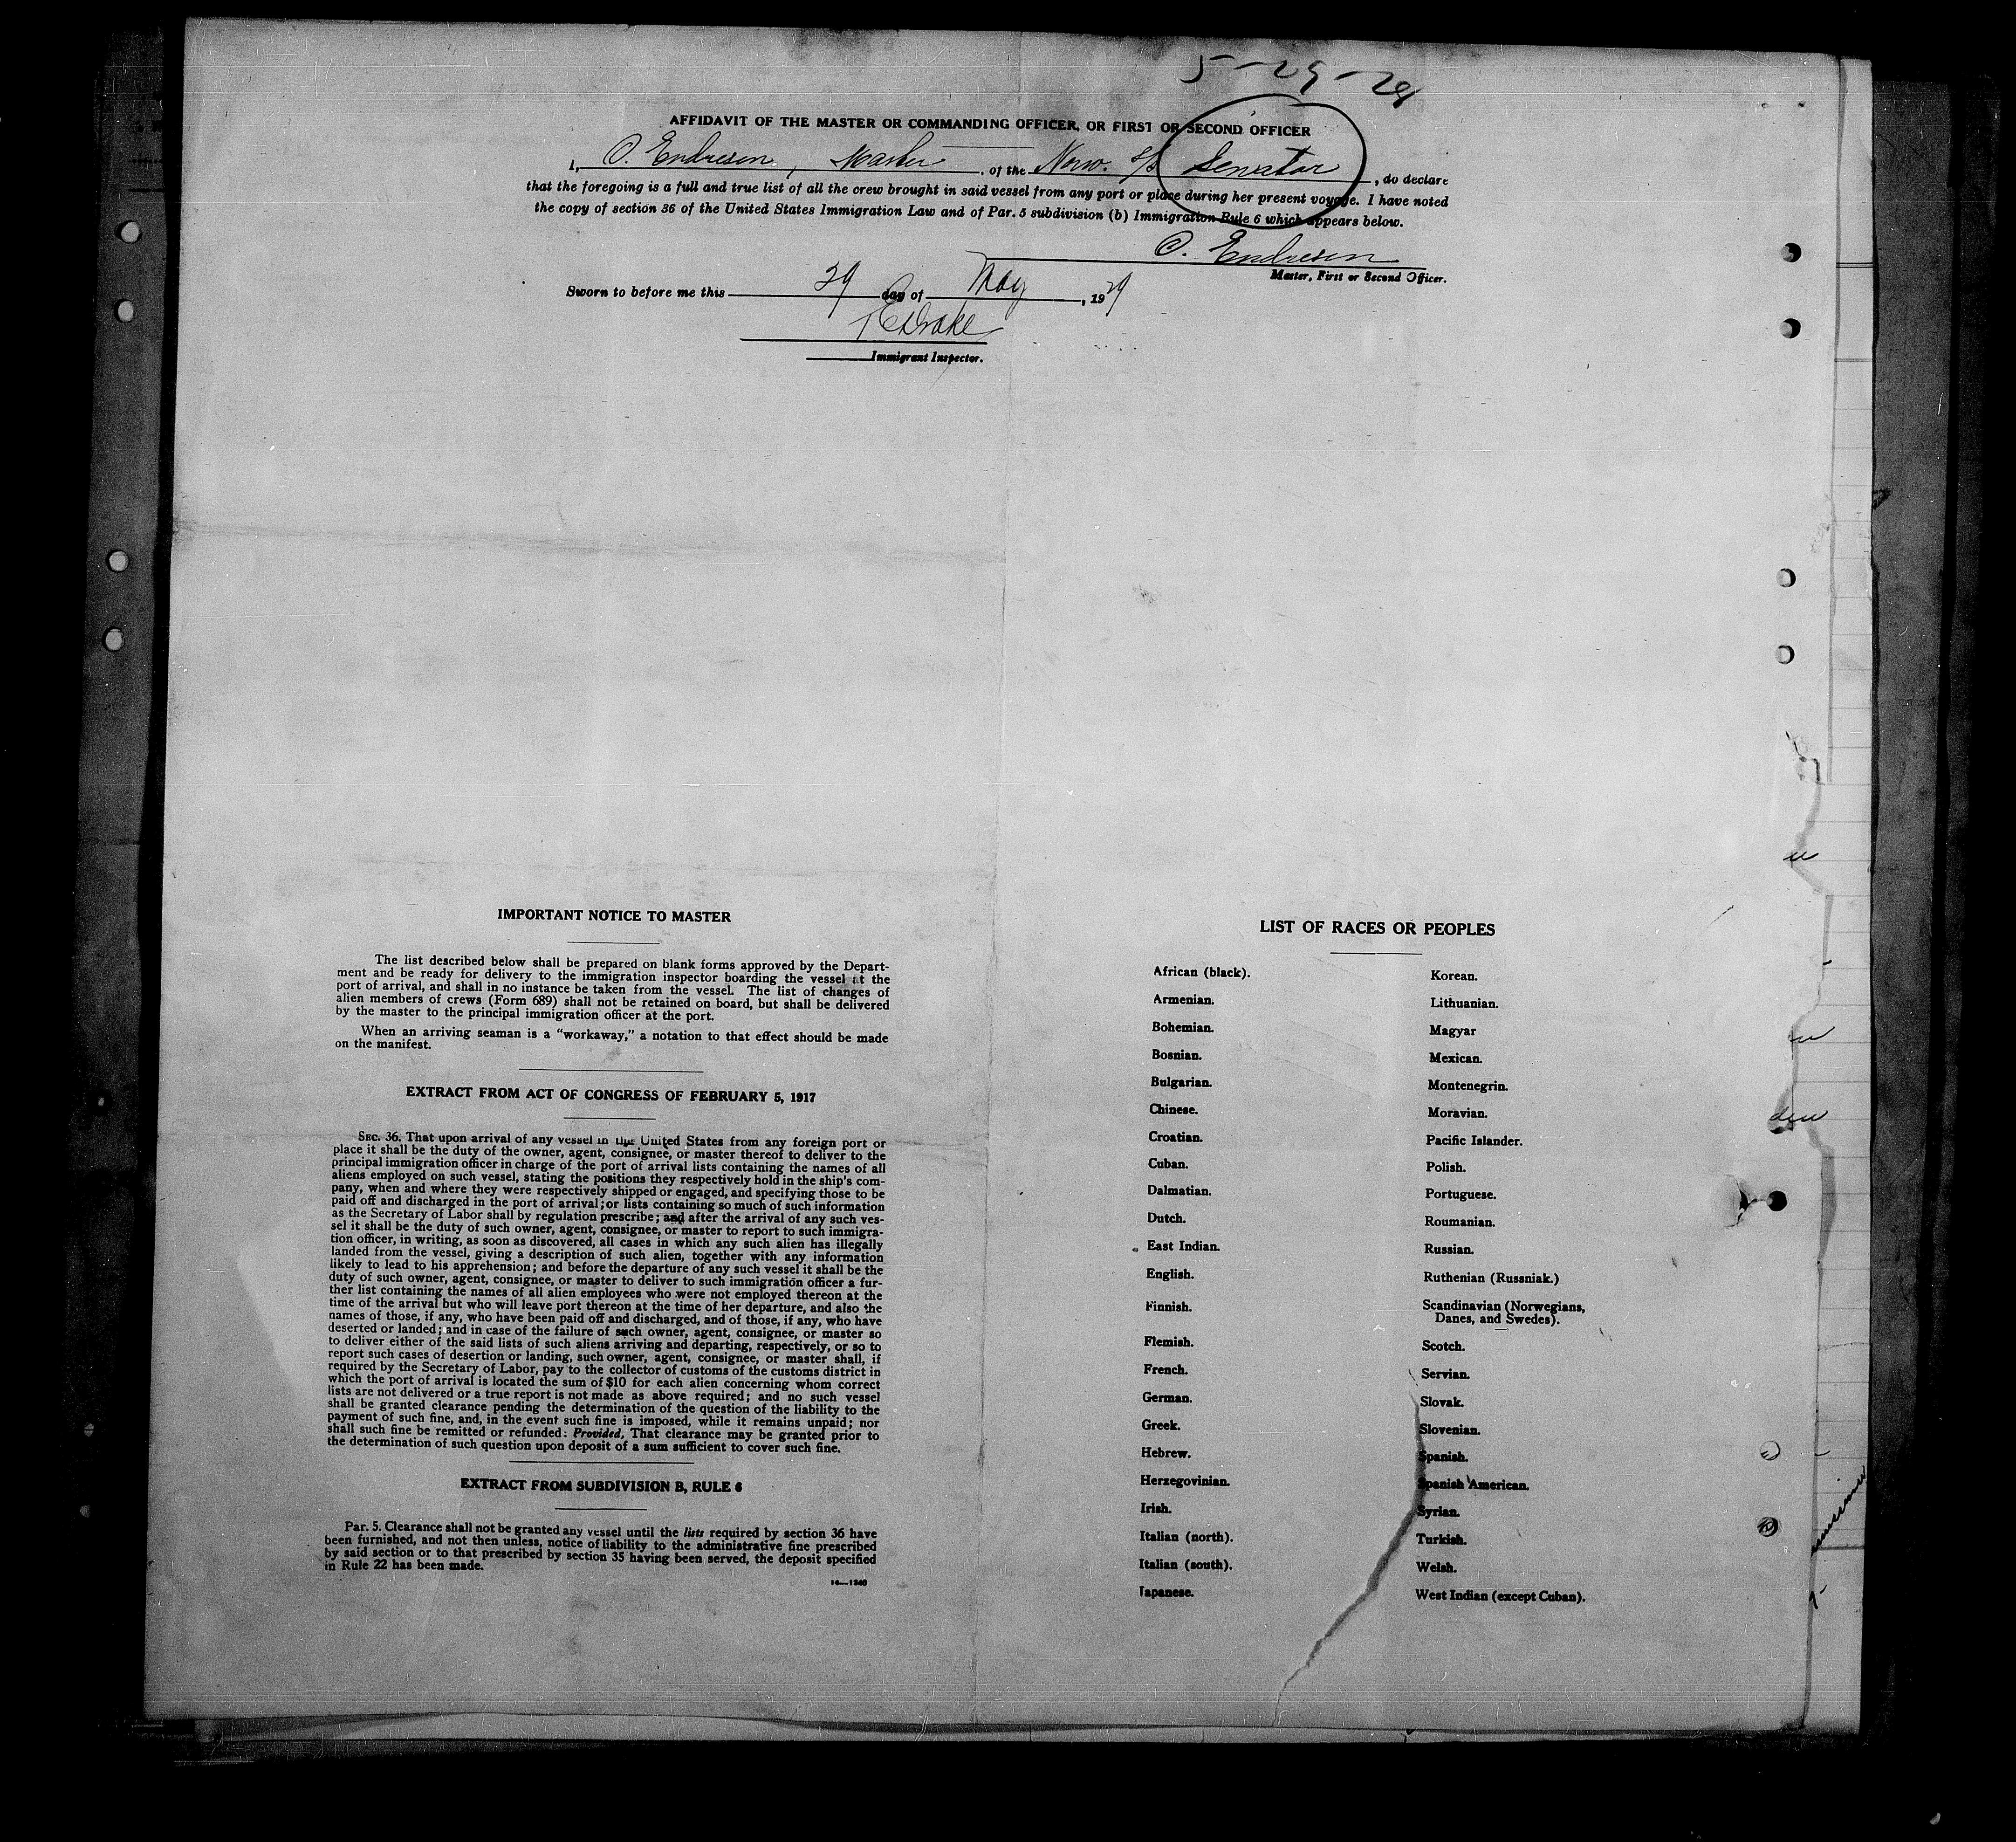 5-29-29
AFFIDAVIT OF THE MASTER OR COMMANDING OFFICER, OR FIRST OR SECOND OFFICER
I, O. Endresen, Master, of the Norw. S/S Senator, do declare
that the foregoing is a full and true list of all the crew brought in said vessel from any port or place during her present voyage. I have noted
the copy of section 36 of the United States Immigration Law and of Par. 5 subdivision (b) Immigration Rule 6 which appears below.
O. Endresen
Master, First or Second Officer.
Sworn to before me this 29 day of May, 1929
Drake
Immigrant Inspector.
IMPORTANT NOTICE TO MASTER
The list described below shall be prepared on blank forms approved by the Depart-
ment and be ready for delivery to the immigration inspector boarding the vessel at the
port of arrival, and shall in no instance be taken from the vessel. The list of changes of
alien members of crews (Form 689) shall not be retained on board, but shall be delivered
by the master to the principal immigration officer at the port.
When an arriving seaman is a “workaway,” a notation to that effect should be made
on the manifest.
EXTRACT FROM ACT OF CONGRESS OF FEBRUARY 5, 1917
SEC. 36. That upon arrival of any vessel in the United States from any foreign port or
place it shall be the duty of the owner, agent, consignee, or master thereof to deliver to the
principal immigration officer in charge of the port of arrival lists containing the names of all
aliens employed on such vessel, stating the positions they respectively hold in the ship's com-
pany, when and where they were respectively shipped or engaged, and specifying those to be
paid off and discharged in the port of arrival; or lists containing so much of such information
as the Secretary of Labor shall by regulation prescribe; and after the arrival of any such ves-
sel it shall be the duty of such owner, agent, consignee, or master to report to such immigra-
tion officer, in writing, as soon as discovered, all cases in which any such alien has illegally
landed from the vessel, giving a description of such alien, together with any information
likely to lead to his apprehension; and before the departure of any such vessel it shall be the
duty of such owner, agent, consignee, or master to deliver to such immigration officer a fur-
ther list containing the names of all alien employees who were not employed thereon at the
time of the arrival but who will leave port thereon at the time of her departure, and also the
names of those, if any, who have been paid off and discharged, and of those, if any, who have
deserted or landed; and in case of the failure of such owner, agent, consignee, or master so
to deliver either of the said lists of such aliens arriving and departing, respectively, or so to
report such cases of desertion or landing, such owner, agent, consignee, or master shall, if
required by the Secretary of Labor, pay to the collector of customs of the customs district in
which the port of arrival is located the sum of $10 for each alien concerning whom correct
lists are not delivered or a true report is not made as above required; and no such vessel
shall be granted clearance pending the determination of the question of the liability to the
payment of such fine, and, in the event such fine is imposed, while it remains unpaid; nor
shall such fine be remitted or refunded: Provided, That clearance may be granted prior to
the determination of such question upon deposit of a sum sufficient to cover such fine.
EXTRACT FROM SUBDIVISION B, RULE 6
Par. 5. Clearance shall not be granted any vessel until the lists required by section 36 have
been furnished, and not then unless, notice of liability to the administrative fine prescribed
by said section or to that prescribed by section 35 having been served, the deposit specified
in Rule 22 has been made.
14—1240
LIST OF RACES OR PEOPLES
African (black).
Armenian.
Bohemian.
Bosnian.
Bulgarian.
Chinese.
Croatian.
Cuban.
Dalmatian.
Dutch.
East Indian.
English.
Finnish.
Flemish.
French.
German.
Greek.
Hebrew.
Herzegovinian.
Irish.
Italian (north).
Italian (south).
Japanese.
Korean.
Lithuanian.
Magyar
Mexican.
Montenegrin.
Moravian.
Pacific Islander.
Polish.
Portuguese.
Roumanian.
Russian.
Ruthenian (Russniak.)
Scandinavian (Norwegians,
Danes, and Swedes).
Scotch.
Servian.
Slovak.
Slovenian.
Spanish.
Spanish American.
Syrian.
Turkish.
Welsh.
West Indian (except Cuban).